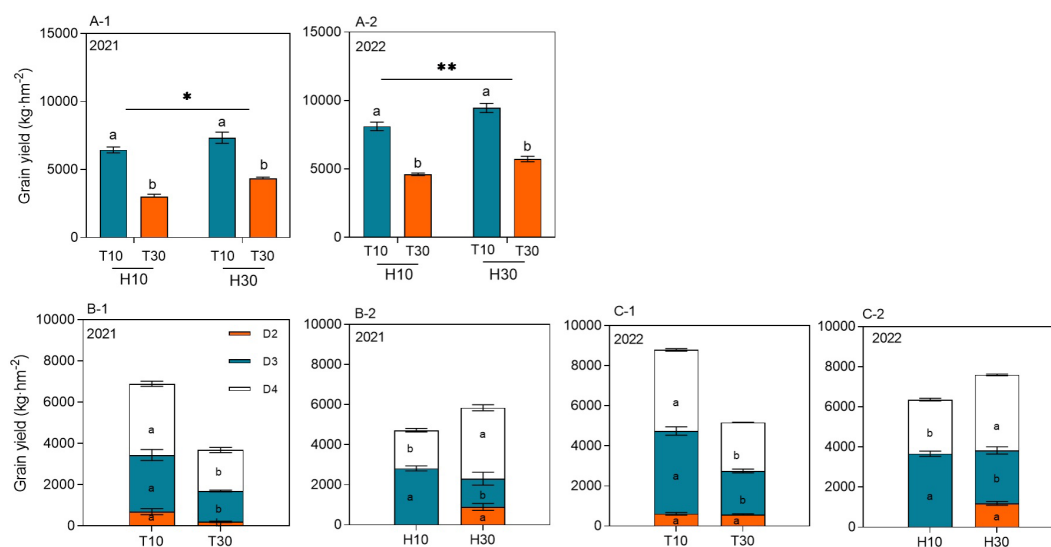 A-1
2021
15000
10000
5000
0
Grain yield (kg·hm⁻²)
*
a
b
a
b
T10 T30 T10 T30
H10 H30
A-2
2022
15000
10000
5000
0
**
a
b
a
b
T10 T30 T10 T30
H10 H30
B-1
2021
10000
8000
6000
4000
2000
0
Grain yield (kg·hm⁻²)
D2
D3
D4
a
a
a
b
b
T10 T30
B-2
2021
10000
8000
6000
4000
2000
0
b
a
a
b
a
H10 H30
C-1
2022
10000
8000
6000
4000
2000
0
a
a
a
b
b
a
T10 T30
C-2
2022
10000
8000
6000
4000
2000
0
b
a
a
b
a
H10 H30